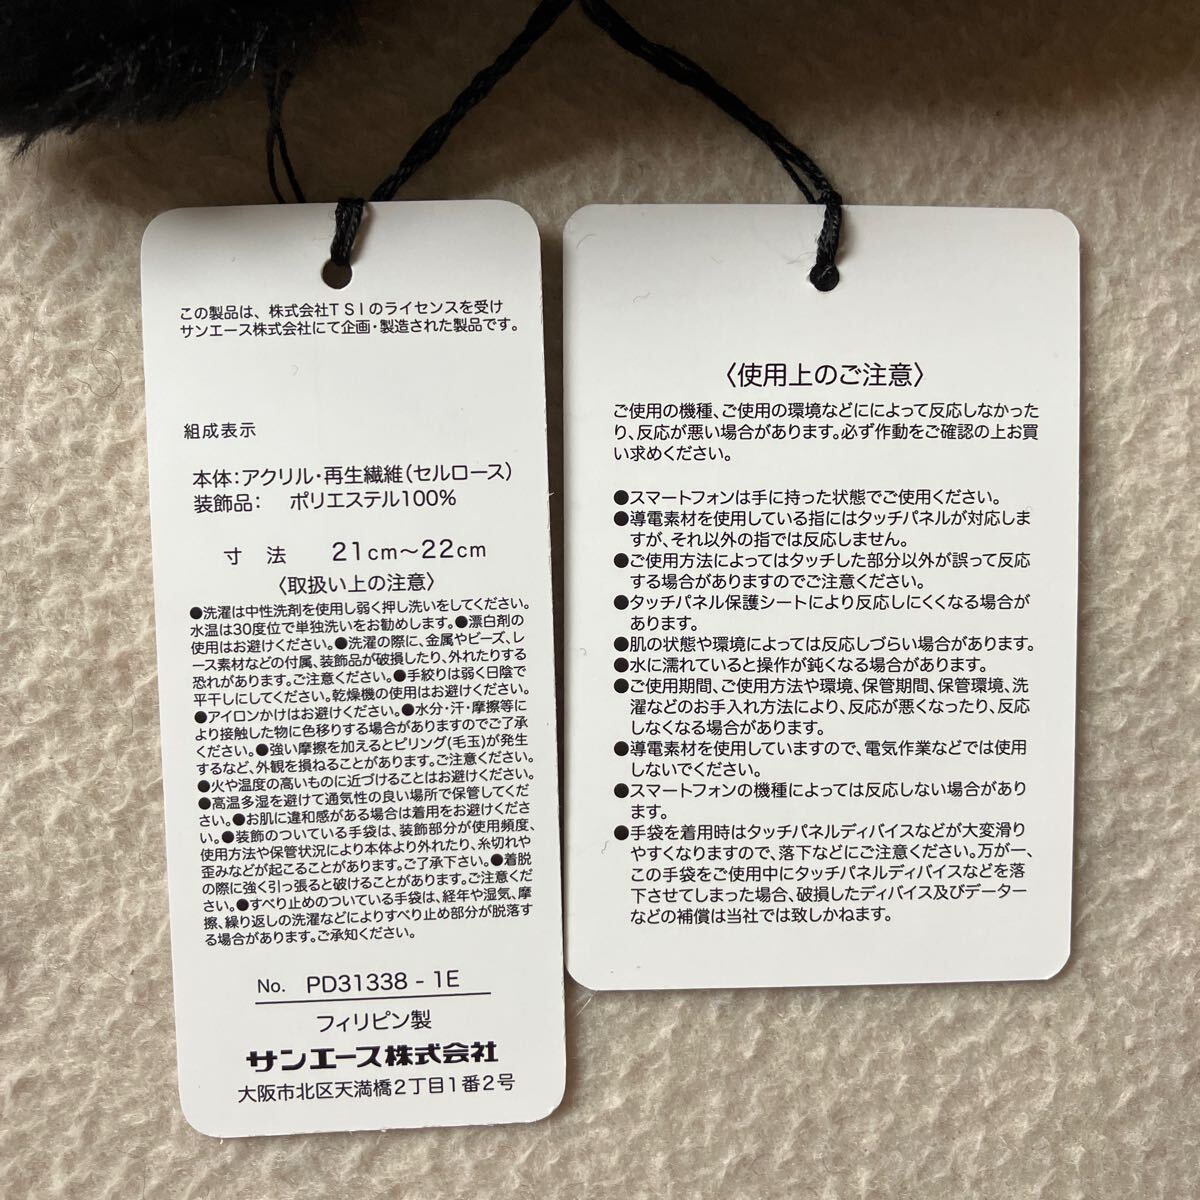 この製品は、株式会社TSIのライセンスを受け
サンエース株式会社にて企画・製造された製品です。
組成表示
本体：アクリル・再生繊維（セルロース）
装飾品： ポリエステル100%
寸 法 21cm〜22cm
〈取扱い上の注意〉
●洗濯は中性洗剤を使用し弱く押し洗いをしてください。
水温は30度位で単独洗いをお勧めします。●漂白剤の
使用はお避けください。●洗濯の際に、金属やビーズ、レ
ース素材などの付属、装飾品が破損したり、外れたりする
恐れがあります。ご注意ください。●手絞りは弱く日陰で
平干しにしてください。乾燥機の使用はお避けください。
●アイロンかけはお避けください。●水分・汗・摩擦等に
より接触した物に色移りする場合がありますのでご了承
ください。●強い摩擦を加えるとピリング(毛玉)が発生
するなど、外観を損ねることがあります。ご注意ください。
●火や温度の高いものに近づけることはお避けください。
●高温多湿を避けて通気性の良い場所で保管してくだ
さい。●お肌に違和感がある場合は着用をお避けくださ
い。●装飾のついている手袋は、装飾部分が使用頻度、
使用方法や保管状況により本体より外れたり、糸切れや
歪みなどが起こることがあります。ご了承下さい。●着脱
の際に強く引っ張ると破けることがあります。ご注意くだ
さい。●すべり止めのついている手袋は、経年や湿気、摩
擦、繰り返しの洗濯などによりすべり止め部分が脱落す
る場合があります。ご承知ください。
No. PD31338 - 1E
フィリピン製
サンエース株式会社
大阪市北区天満橋2丁目1番2号
〈使用上のご注意〉
ご使用の機種、ご使用の環境などにによって反応しなかった
り、反応が悪い場合があります。必ず作動をご確認の上お買
い求めください。
●スマートフォンは手に持った状態でご使用ください。
●導電素材を使用している指にはタッチパネルが対応しま
すが、それ以外の指では反応しません。
●ご使用方法によってはタッチした部分以外が誤って反応
する場合がありますのでご注意ください。
●タッチパネル保護シートにより反応しにくくなる場合が
あります。
●肌の状態や環境によっては反応しづらい場合があります。
●水に濡れていると操作が鈍くなる場合があります。
●ご使用期間、ご使用方法や環境、保管期間、保管環境、洗
濯などのお手入れ方法により、反応が悪くなったり、反応
しなくなる場合があります。
●導電素材を使用していますので、電気作業などでは使用
しないでください。
●スマートフォンの機種によっては反応しない場合があり
ます。
●手袋を着用時はタッチパネルディバイスなどが大変滑り
やすくなりますので、落下などにご注意ください。万が一、
この手袋をご使用中にタッチパネルディバイスなどを落
下させてしまった場合、破損したディバイス及びデーター
などの補償は当社では致しかねます。